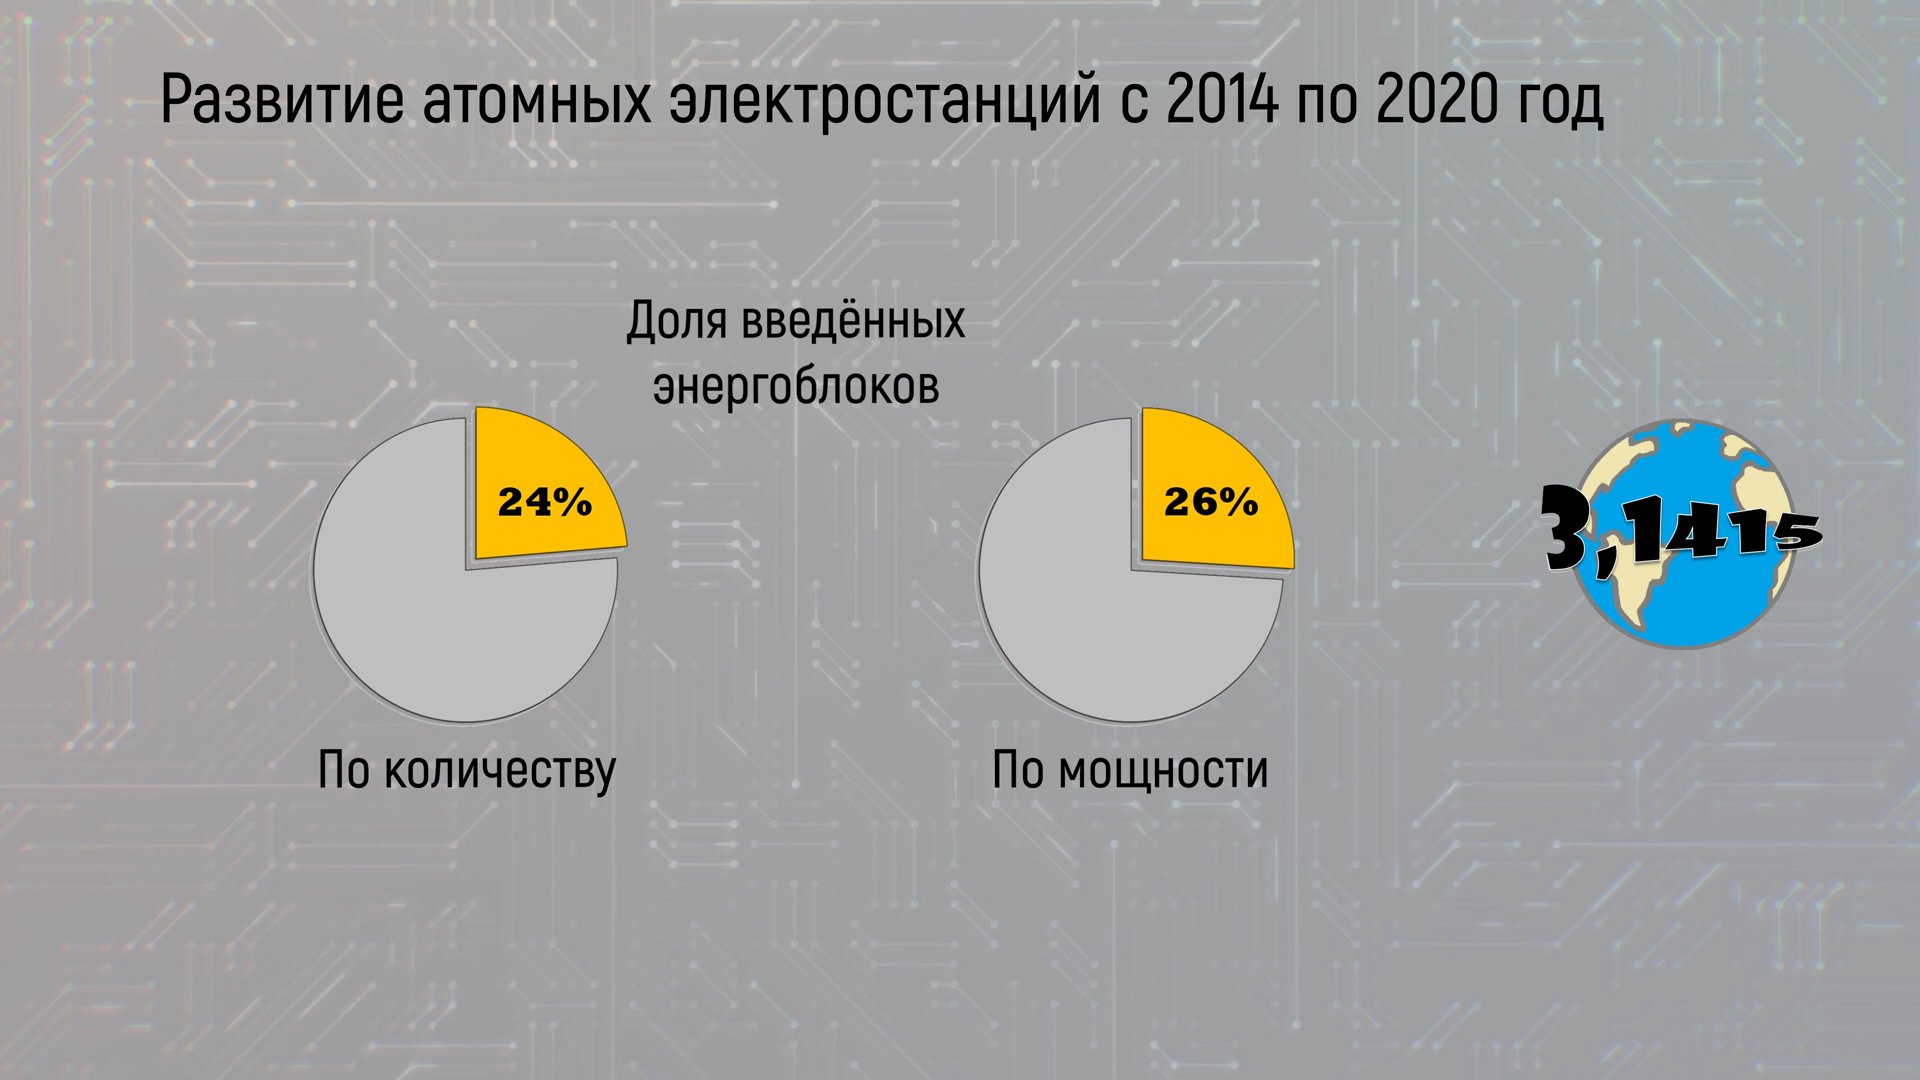 Развитие атомных электростанций с 2014 по 2020 год
Доля введённых
энергоблоков
24%
26%
3,1415
По количеству
По мощности